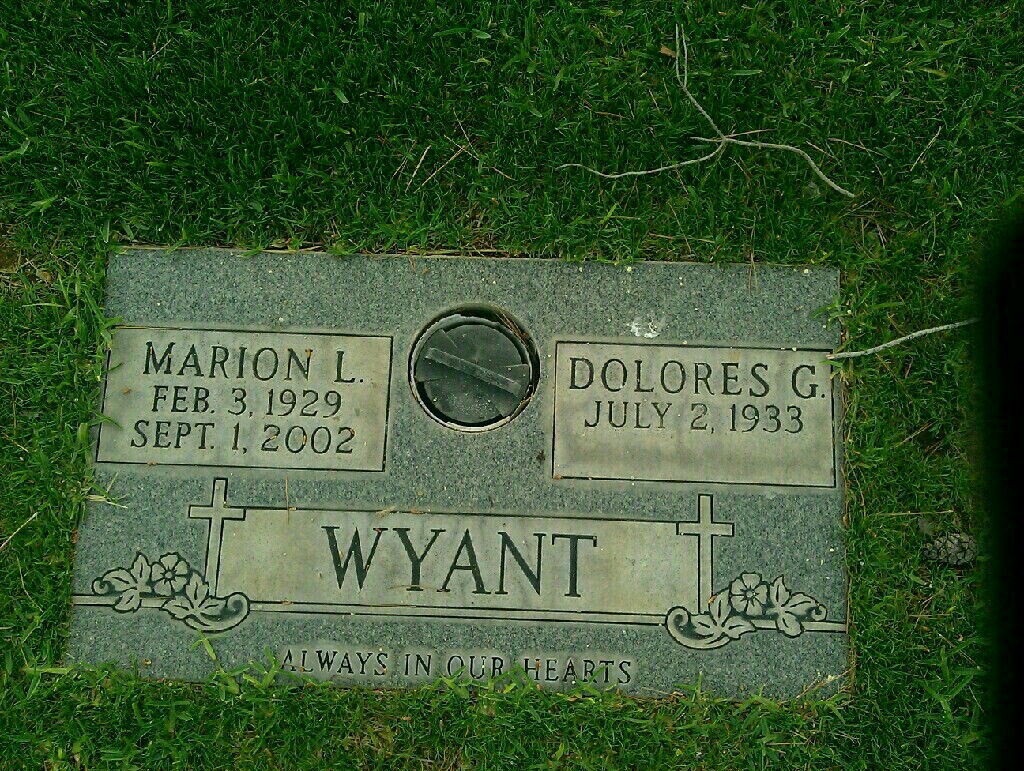 MARION L.
FEB. 3, 1929
SEPT. 1, 2002
DOLORES G.
JULY 2, 1933
WYANT
ALWAYS IN OUR HEARTS